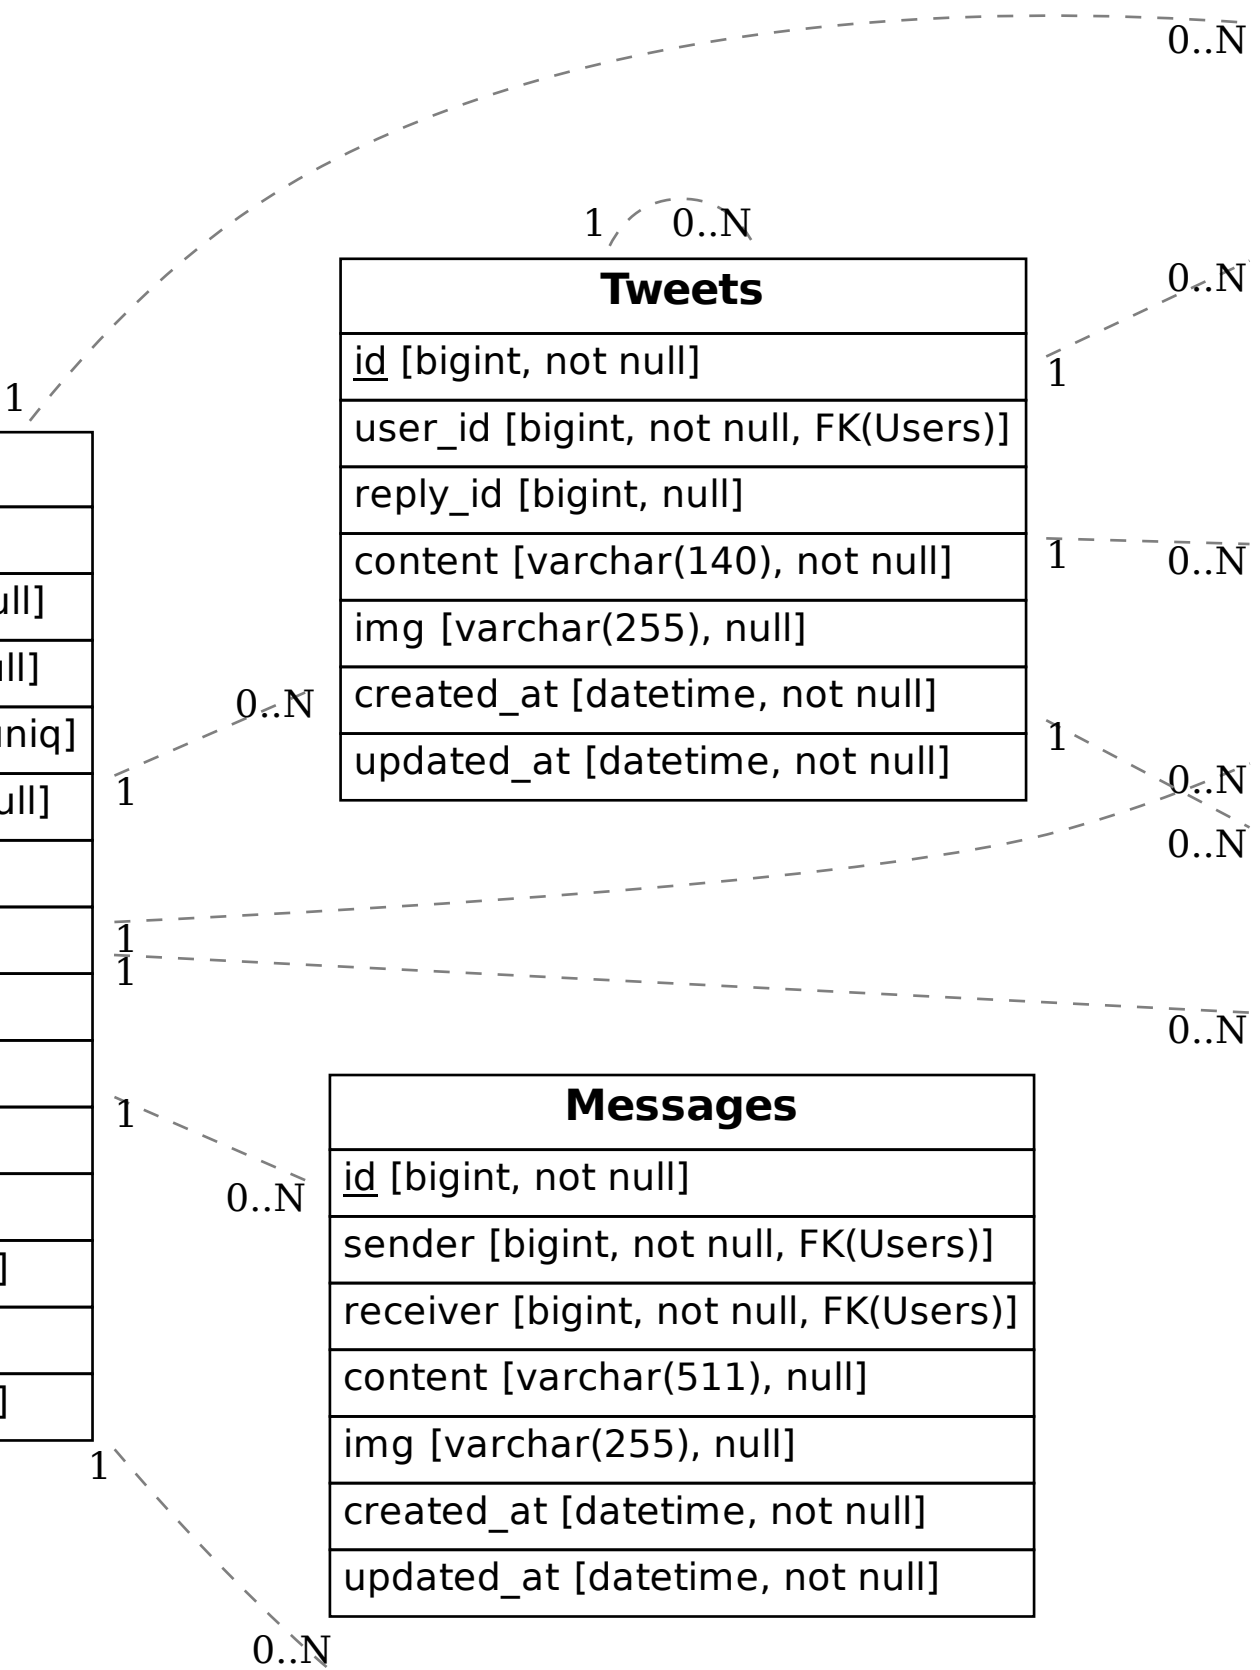 0..N
1
0..N
Tweets
id [bigint, not null]
user_id [bigint, not null, FK(Users)]
reply_id [bigint, null]
content [varchar(140), not null]
img [varchar(255), null]
created_at [datetime, not null]
updated_at [datetime, not null]
0..N
1
1
0..N
1
0..N
0..N
1
ull]
ll]
uniq]
ull]
0..N
1
1
1
0..N
1
0..N
Messages
id [bigint, not null]
sender [bigint, not null, FK(Users)]
receiver [bigint, not null, FK(Users)]
content [varchar(511), null]
img [varchar(255), null]
created_at [datetime, not null]
updated_at [datetime, not null]
]
]
1
0..N